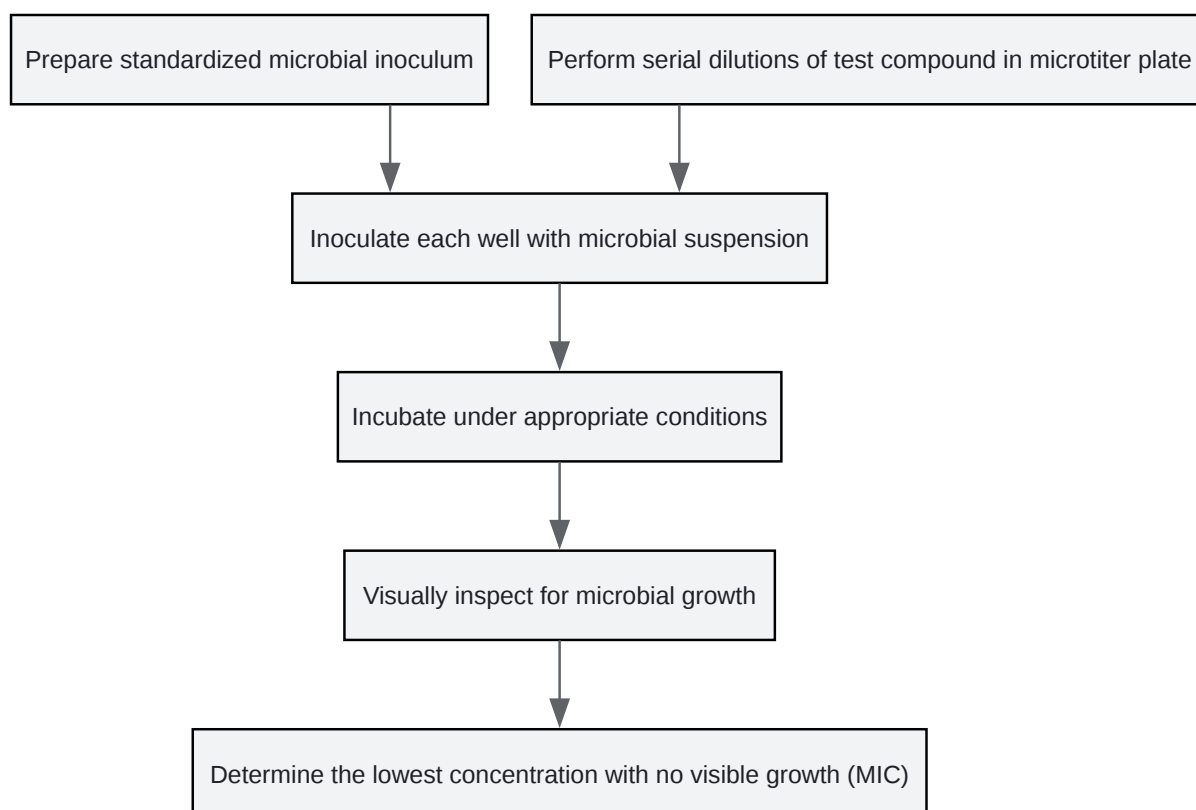 Prepare standardized microbial inoculum
Perform serial dilutions of test compound in microtiter plate
Inoculate each well with microbial suspension
Incubate under appropriate conditions
Visually inspect for microbial growth
Determine the lowest concentration with no visible growth (MIC)